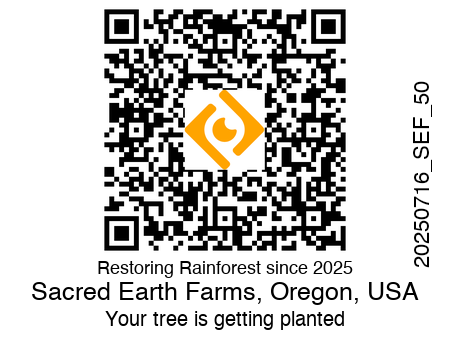 Restoring Rainforest since 2025
Sacred Earth Farms, Oregon, USA
Your tree is getting planted
20250716_SEF_50